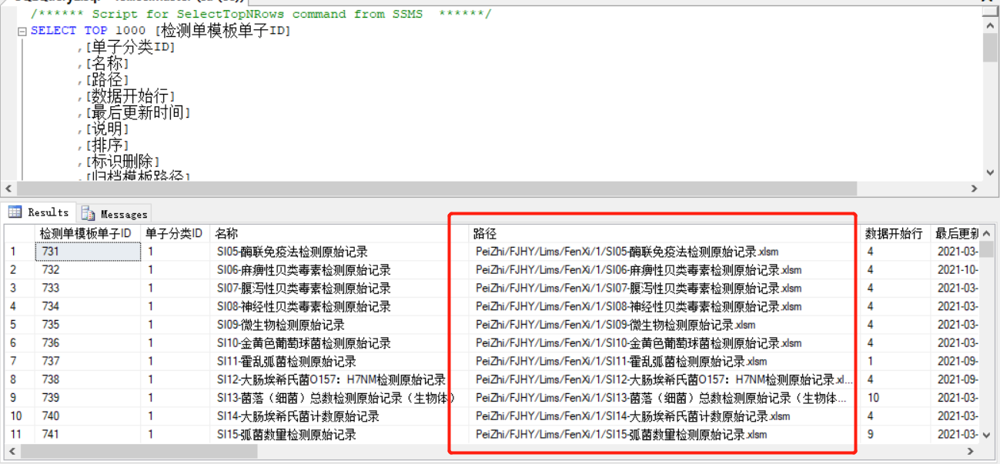 /****** Script for SelectTopNRows command from SSMS ******/
SELECT TOP 1000 [检测单模板单子ID]
,[单子分类ID]
,[名称]
,[路径]
,[数据开始行]
,[最后更新时间]
,[说明]
,[排序]
,[标识删除]
,[归档模板路径]
Results Messages
检测单模板单子ID 单子分类ID 名称 路径 数据开始行 最后更新
1 731 1 SI05-酶联免疫法检测原始记录 PeiZhi/FJHY/Lims/FenXi/1/SI05-酶联免疫法检测原始记录.xlsm 4 2021-03-
2 732 1 SI06-麻痹性贝类毒素检测原始记录 PeiZhi/FJHY/Lims/FenXi/1/SI06-麻痹性贝类毒素检测原始记录.xlsm 4 2021-10-
3 733 1 SI07-腹泻性贝类毒素检测原始记录 PeiZhi/FJHY/Lims/FenXi/1/SI07-腹泻性贝类毒素检测原始记录.xlsm 4 2021-03-
4 734 1 SI08-神经性贝类毒素检测原始记录 PeiZhi/FJHY/Lims/FenXi/1/SI08-神经性贝类毒素检测原始记录.xlsm 4 2021-03-
5 735 1 SI09-微生物检测原始记录 PeiZhi/FJHY/Lims/FenXi/1/SI09-微生物检测原始记录.xlsm 4 2021-03-
6 736 1 SI10-金黄色葡萄球菌检测原始记录 PeiZhi/FJHY/Lims/FenXi/1/SI10-金黄色葡萄球菌检测原始记录.xlsm 4 2021-03-
7 737 1 SI11-霍乱弧菌检测原始记录 PeiZhi/FJHY/Lims/FenXi/1/SI11-霍乱弧菌检测原始记录.xlsm 1 2021-09-
8 738 1 SI12-大肠埃希氏菌O157：H7NM检测原始记录 PeiZhi/FJHY/Lims/FenXi/1/SI12-大肠埃希氏菌O157：H7NM检测原始记录.xl... 4 2021-09-
9 739 1 SI13-菌落（细菌）总数检测原始记录（生物体） PeiZhi/FJHY/Lims/FenXi/1/SI13-菌落（细菌）总数检测原始记录（生物体... 10 2021-03-
10 740 1 SI14-大肠埃希氏菌计数原始记录 PeiZhi/FJHY/Lims/FenXi/1/SI14-大肠埃希氏菌计数原始记录.xlsm 4 2021-03-
11 741 1 SI15-弧菌数量检测原始记录 PeiZhi/FJHY/Lims/FenXi/1/SI15-弧菌数量检测原始记录.xlsm 9 2021-03-